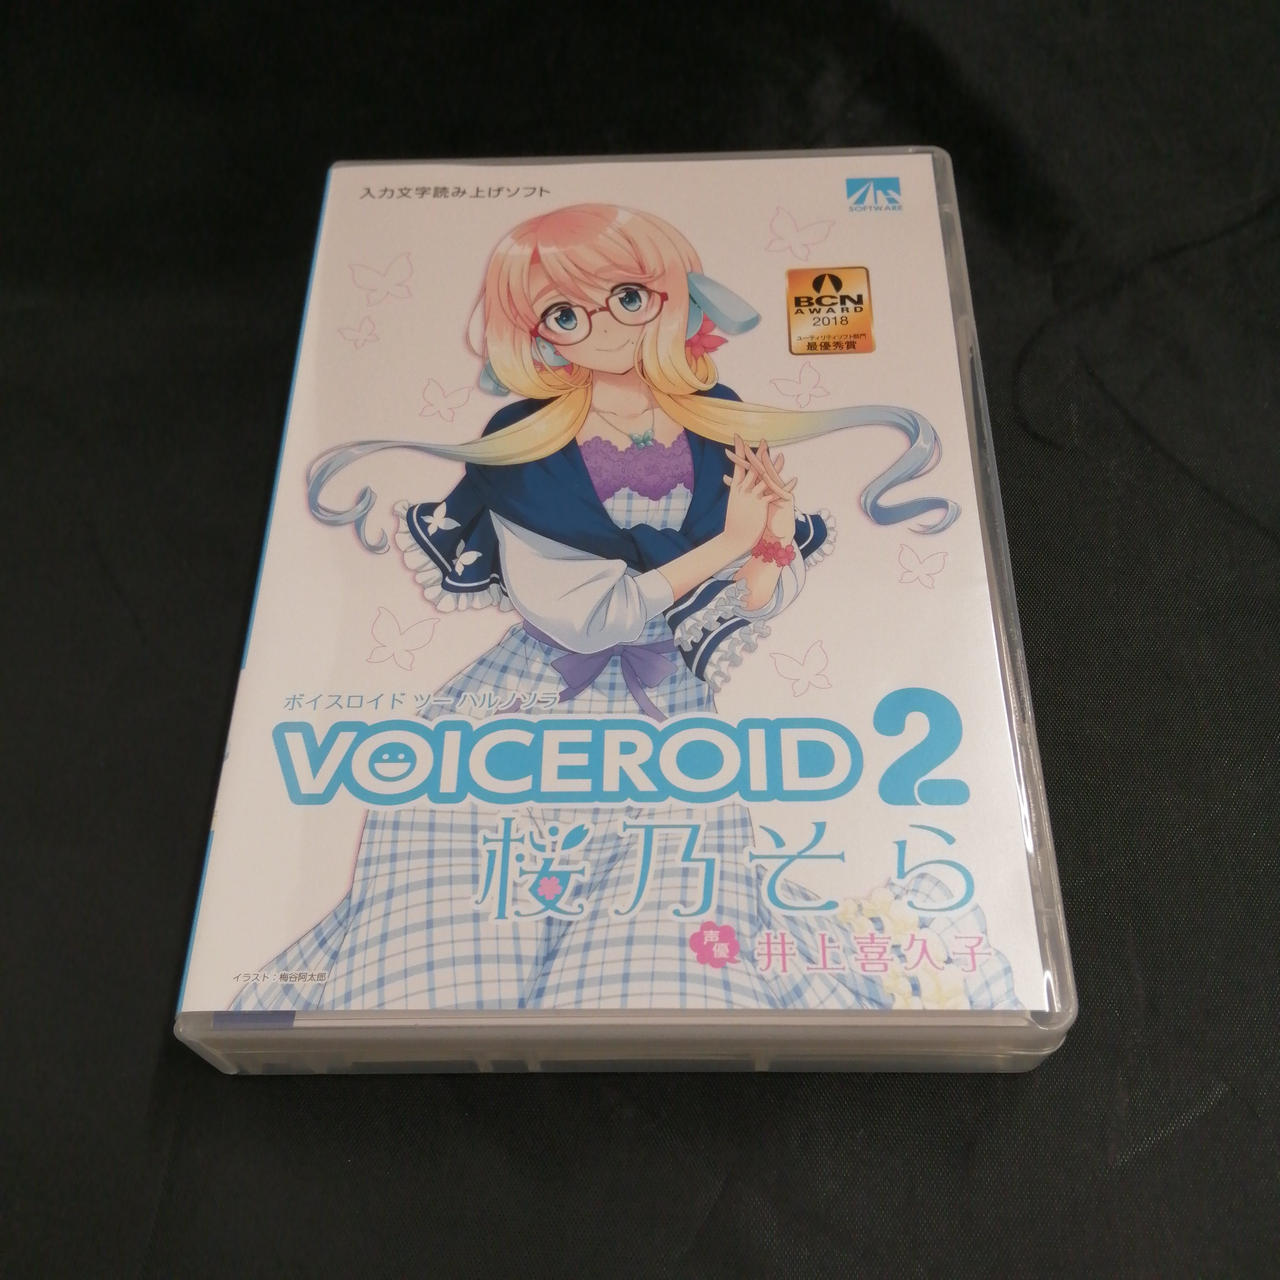 入力文字読み上げソフト
AH
SOFTWARE
BCN
AWARD
2018
ユーティリティソフト部門
最優秀賞
ボイスロイド ツー ハルノソラ
VOICEROID2
桜乃そら
声優 井上喜久子
イラスト:梅谷阿太郎